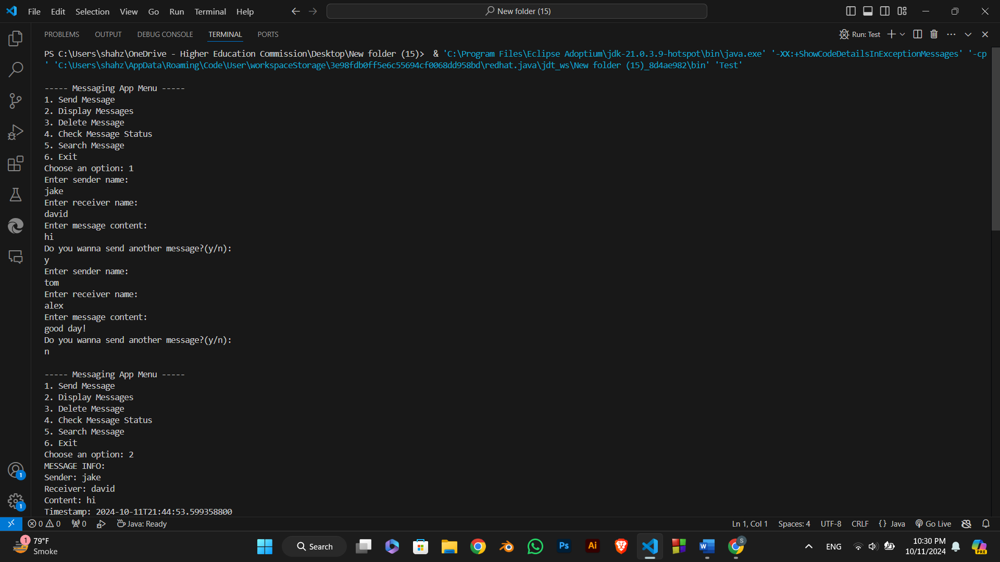 File Edit Selection View Go Run Terminal Help New folder (15)
PROBLEMS OUTPUT DEBUG CONSOLE TERMINAL PORTS Run: Test
PS C:\Users\shahz\OneDrive - Higher Education Commission\Desktop\New folder (15)> & 'C:\Program Files\Eclipse Adoptium\jdk-21.0.3.9-hotspot\bin\java.exe' '-XX:+ShowCodeDetailsInExceptionMessages' '-cp
' 'C:\Users\shahz\AppData\Roaming\Code\User\workspaceStorage\3e98fdb0ff5e6c55694cf0068dd958bd\redhat.java\jdt_ws\New folder (15)_8d4ae982\bin' 'Test'
----- Messaging App Menu -----
1. Send Message
2. Display Messages
3. Delete Message
4. Check Message Status
5. Search Message
6. Exit
Choose an option: 1
Enter sender name:
jake
Enter receiver name:
david
Enter message content:
hi
Do you wanna send another message?(y/n):
y
Enter sender name:
tom
Enter receiver name:
alex
Enter message content:
good day!
Do you wanna send another message?(y/n):
n
----- Messaging App Menu -----
1. Send Message
2. Display Messages
3. Delete Message
4. Check Message Status
5. Search Message
6. Exit
Choose an option: 2
MESSAGE INFO:
Sender: jake
Receiver: david
Content: hi
Timestamp: 2024-10-11T21:44:53.599358800
1
1
0 0 0 Java: Ready Ln 1, Col 1 Spaces: 4 UTF-8 CRLF {} Java Go Live
1 79°F Search Ps Ai W S ENG 10:30 PM PRE
Smoke 10/11/2024